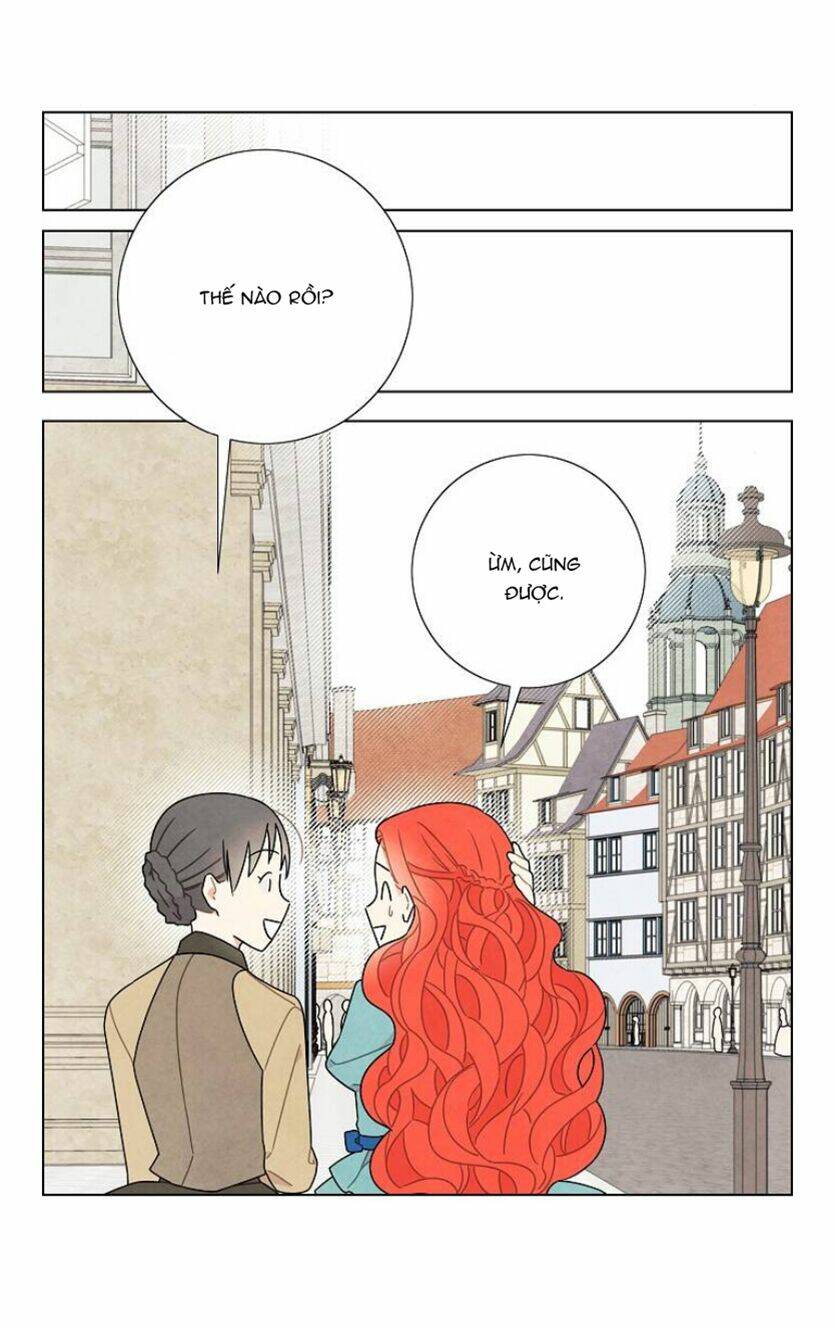 THẾ NÀO RỒI?
ỪM, CŨNG
ĐƯỢC.